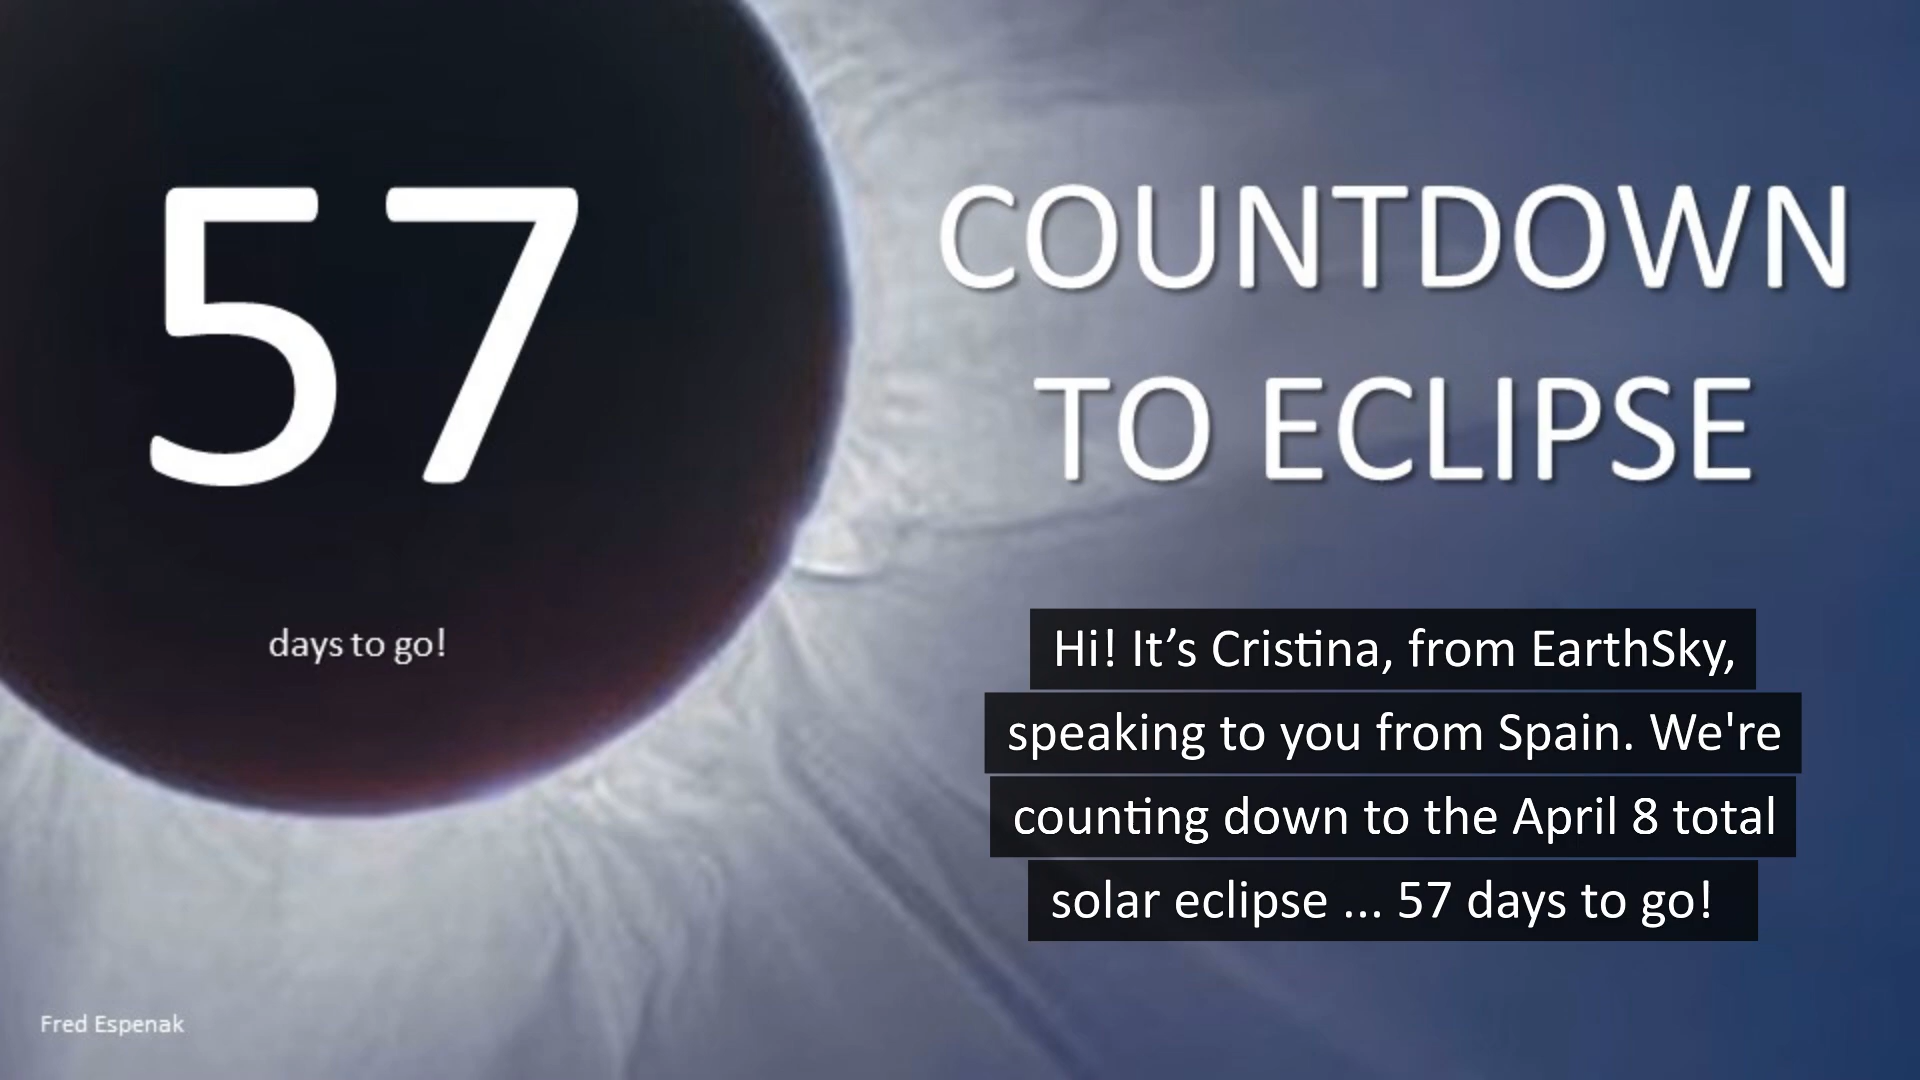 57
days to go!
COUNTDOWN
TO ECLIPSE
Hi! It’s Cristina, from EarthSky,
speaking to you from Spain. We're
counting down to the April 8 total
solar eclipse ... 57 days to go!
Fred Espenak